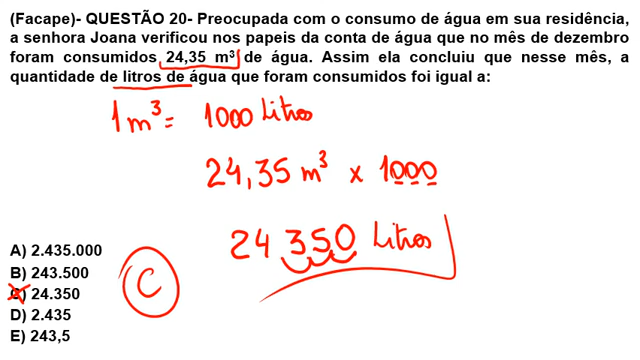 (Facape)- QUESTÃO 20- Preocupada com o consumo de água em sua residência,
a senhora Joana verificou nos papeis da conta de água que no mês de dezembro
foram consumidos 24,35 m³ de água. Assim ela concluiu que nesse mês, a
quantidade de litros de água que foram consumidos foi igual a:
1m³ = 1000 Litros
24,35 m³ x 1000
24 350 Litros
A) 2.435.000
B) 243.500
C) 24.350
D) 2.435
E) 243,5
C